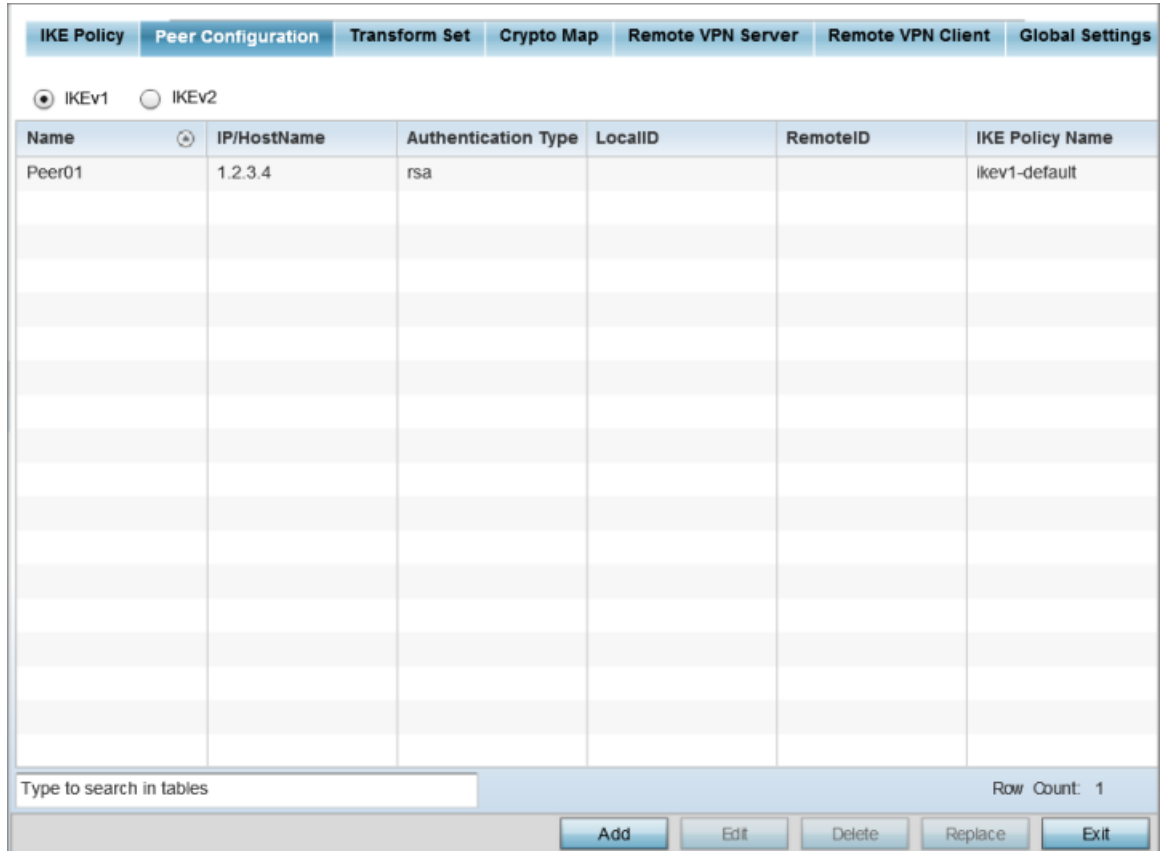 IKE Policy Peer Configuration Transform Set Crypto Map Remote VPN Server Remote VPN Client Global Settings
IKEv1 IKEv2
Name IP/HostName Authentication Type LocalID RemoteID IKE Policy Name
Peer01 1.2.3.4 rsa ikev1-default
Type to search in tables Row Count: 1
Add Edit Delete Replace Exit